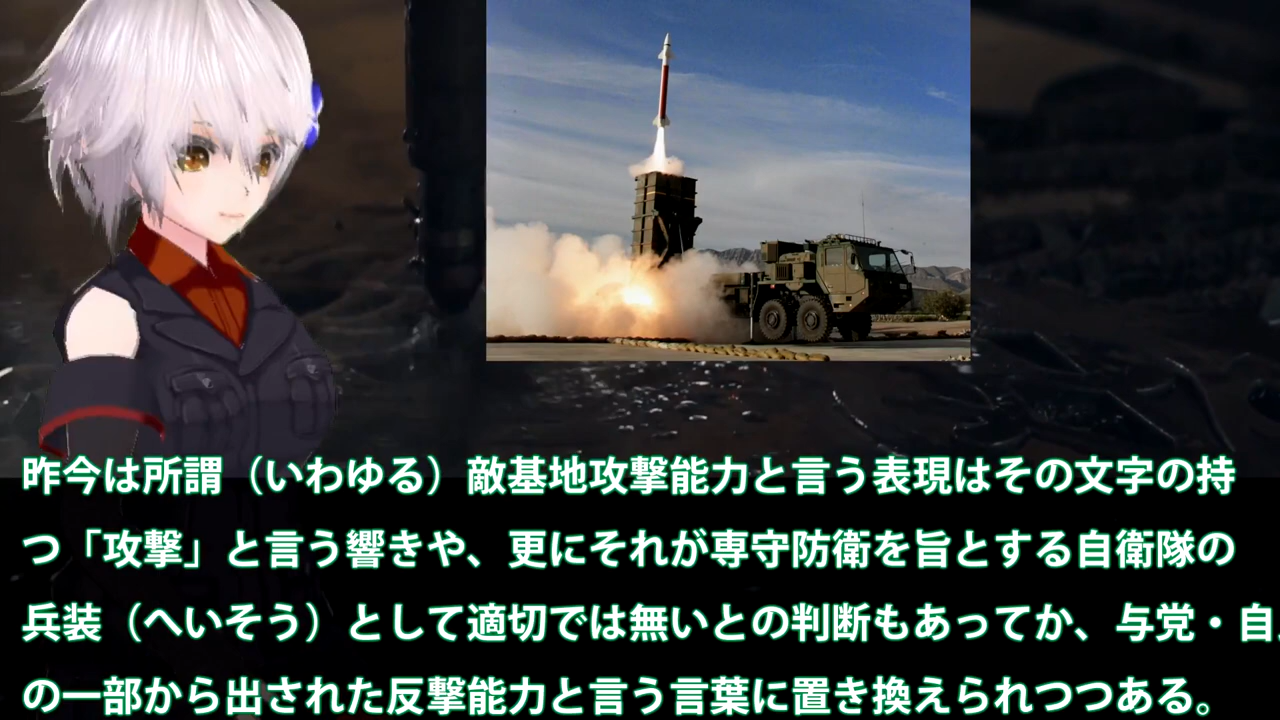 昨今は所謂（いわゆる）敵基地攻撃能力と言う表現はその文字の持
つ「攻撃」と言う響きや、更にそれが専守防衛を旨とする自衛隊の
兵装（へいそう）として適切では無いとの判断もあってか、与党・自
の一部から出された反撃能力と言う言葉に置き換えられつつある。